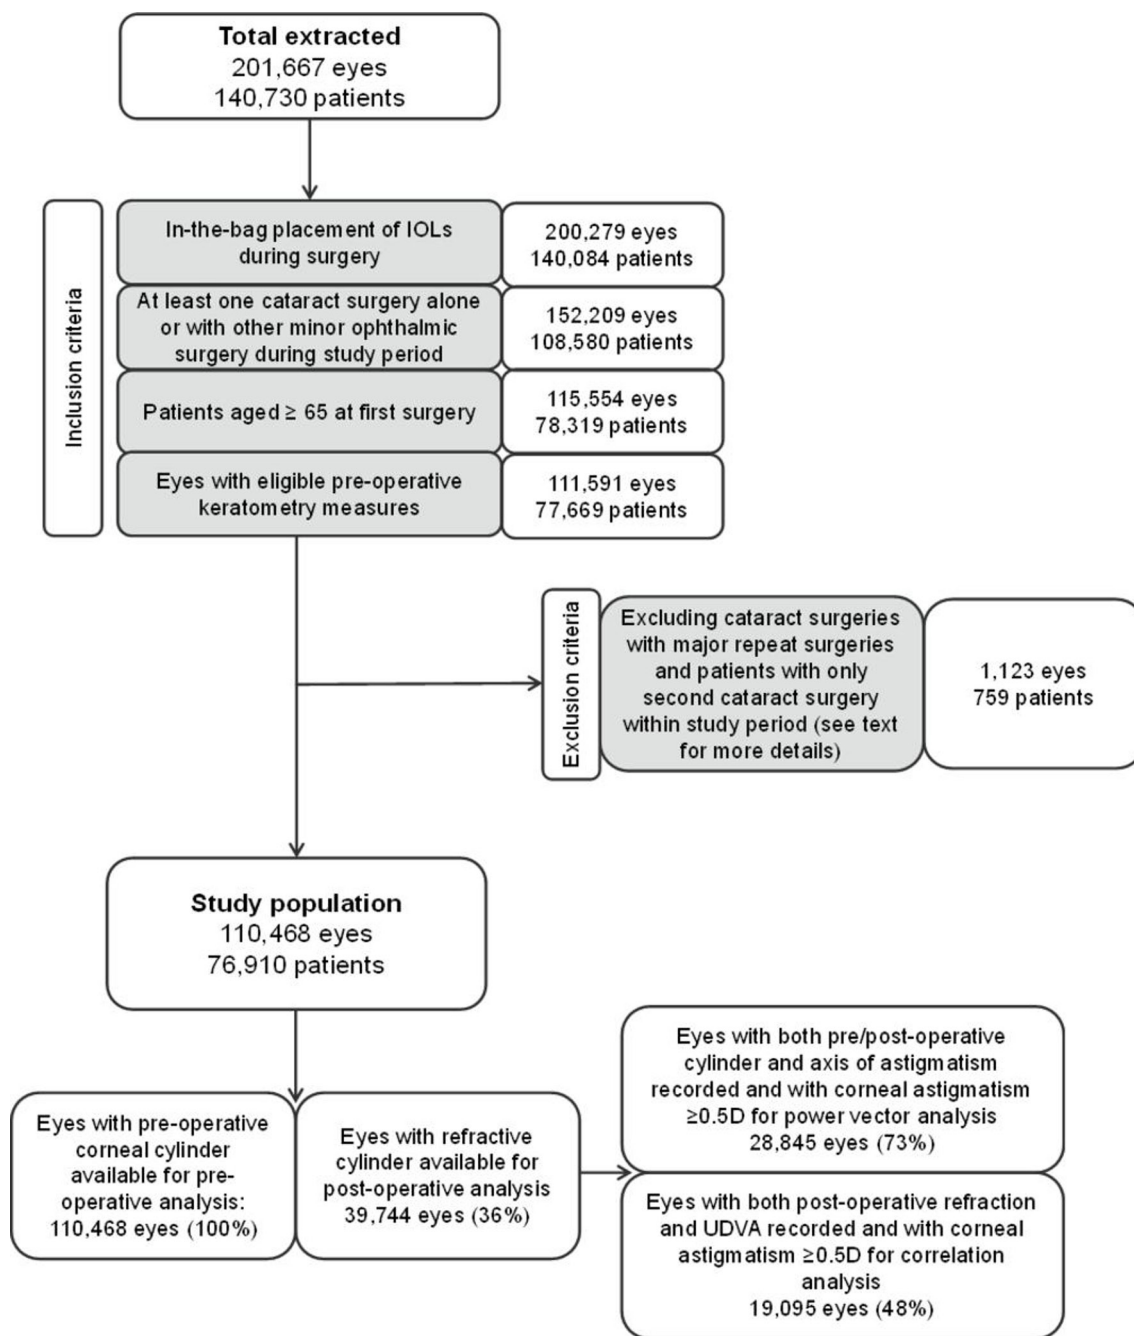 Total extracted
201,667 eyes
140,730 patients
Inclusion criteria
In-the-bag placement of IOLs
during surgery
200,279 eyes
140,084 patients
At least one cataract surgery alone
or with other minor ophthalmic
surgery during study period
152,209 eyes
108,580 patients
Patients aged ≥ 65 at first surgery
115,554 eyes
78,319 patients
Eyes with eligible pre-operative
keratometry measures
111,591 eyes
77,669 patients
Exclusion criteria
Excluding cataract surgeries
with major repeat surgeries
and patients with only
second cataract surgery
within study period (see text
for more details)
1,123 eyes
759 patients
Study population
110,468 eyes
76,910 patients
Eyes with pre-operative
corneal cylinder
available for pre-
operative analysis:
110,468 eyes (100%)
Eyes with refractive
cylinder available for
post-operative analysis
39,744 eyes (36%)
Eyes with both pre/post-operative
cylinder and axis of astigmatism
recorded and with corneal astigmatism
≥0.5D for power vector analysis
28,845 eyes (73%)
Eyes with both post-operative refraction
and UDVA recorded and with corneal
astigmatism ≥0.5D for correlation
analysis
19,095 eyes (48%)